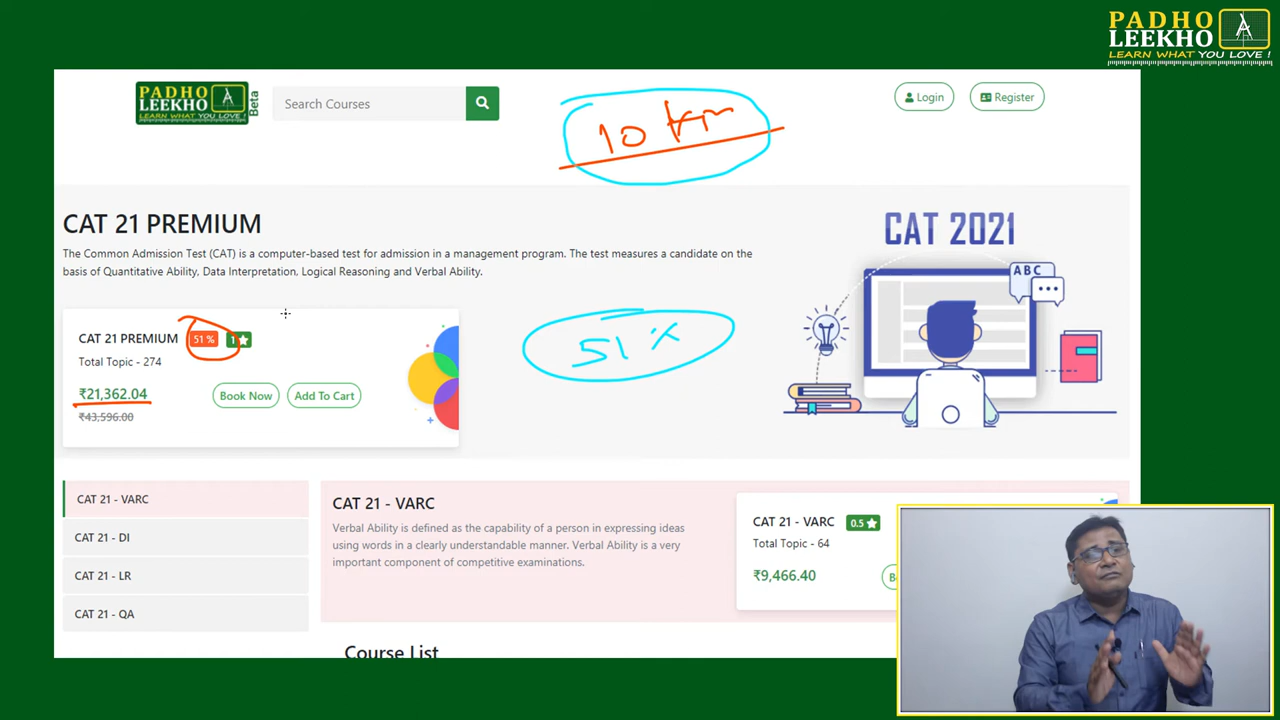 PADHO
LEEKHO
LEARN WHAT YOU LOVE !
PADHO
LEEKHO
LEARN WHAT YOU LOVE !
Beta
Search Courses
10 km
Login
Register
CAT 21 PREMIUM
The Common Admission Test (CAT) is a computer-based test for admission in a management program. The test measures a candidate on the
basis of Quantitative Ability, Data Interpretation, Logical Reasoning and Verbal Ability.
CAT 2021
ABC
CAT 21 PREMIUM 51 % 1
Total Topic - 274
₹21,362.04
₹43,596.00
Book Now
Add To Cart
51 %
CAT 21 - VARC
CAT 21 - DI
CAT 21 - LR
CAT 21 - QA
CAT 21 - VARC
Verbal Ability is defined as the capability of a person in expressing ideas
using words in a clearly understandable manner. Verbal Ability is a very
important component of competitive examinations.
CAT 21 - VARC 0.5
Total Topic - 64
₹9,466.40
Course List